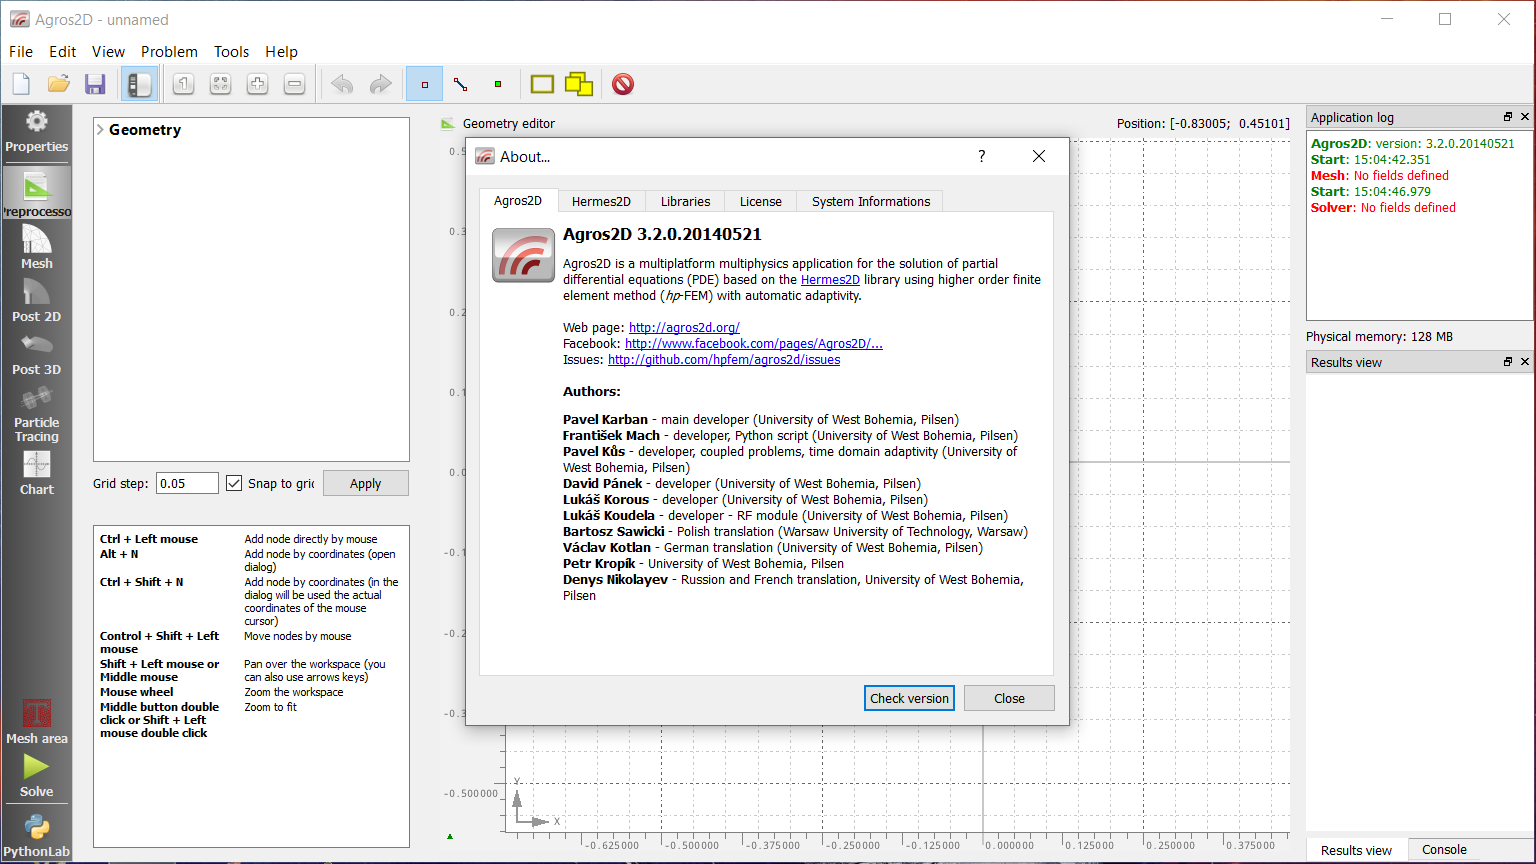 Agros2D - unnamed
File Edit View Problem Tools Help
Properties
Preprocesso
Mesh
Post 2D
Post 3D
Particle
Tracing
Chart
Mesh area
Solve
PythonLab
Geometry
Grid step: 0.05 Snap to grid Apply
Ctrl + Left mouse Add node directly by mouse
Alt + N Add node by coordinates (open
dialog)
Ctrl + Shift + N Add node by coordinates (in the
dialog will be used the actual
coordinates of the mouse
cursor)
Control + Shift + Left Move nodes by mouse
mouse
Shift + Left mouse or Pan over the workspace (you
Middle mouse can also use arrows keys)
Mouse wheel Zoom the workspace
Middle button double Zoom to fit
click or Shift + Left
mouse double click
Geometry editor
Position: [-0.83005; 0.45101]
0.5
0.3
0.2
0.1
0.0
-0.1
-0.2
-0.3
-0.500000
Y
X
-0.625000 -0.500000 -0.375000 -0.250000 -0.125000 0.000000 0.125000 0.250000 0.375000
About...
?
Agros2D Hermes2D Libraries License System Informations
Agros2D 3.2.0.20140521
Agros2D is a multiplatform multiphysics application for the solution of partial
differential equations (PDE) based on the Hermes2D library using higher order finite
element method (hp-FEM) with automatic adaptivity.
Web page: http://agros2d.org/
Facebook: http://www.facebook.com/pages/Agros2D/...
Issues: http://github.com/hpfem/agros2d/issues
Authors:
Pavel Karban - main developer (University of West Bohemia, Pilsen)
František Mach - developer, Python script (University of West Bohemia, Pilsen)
Pavel Kůs - developer, coupled problems, time domain adaptivity (University of
West Bohemia, Pilsen)
David Pánek - developer (University of West Bohemia, Pilsen)
Lukáš Korous - developer (University of West Bohemia, Pilsen)
Lukáš Koudela - developer - RF module (University of West Bohemia, Pilsen)
Bartosz Sawicki - Polish translation (Warsaw University of Technology, Warsaw)
Václav Kotlan - German translation (University of West Bohemia, Pilsen)
Petr Kropík - University of West Bohemia, Pilsen
Denys Nikolayev - Russion and French translation, University of West Bohemia,
Pilsen
Check version Close
Application log
Agros2D: version: 3.2.0.20140521
Start: 15:04:42.351
Mesh: No fields defined
Start: 15:04:46.979
Solver: No fields defined
Physical memory: 128 MB
Results view
Results view Console